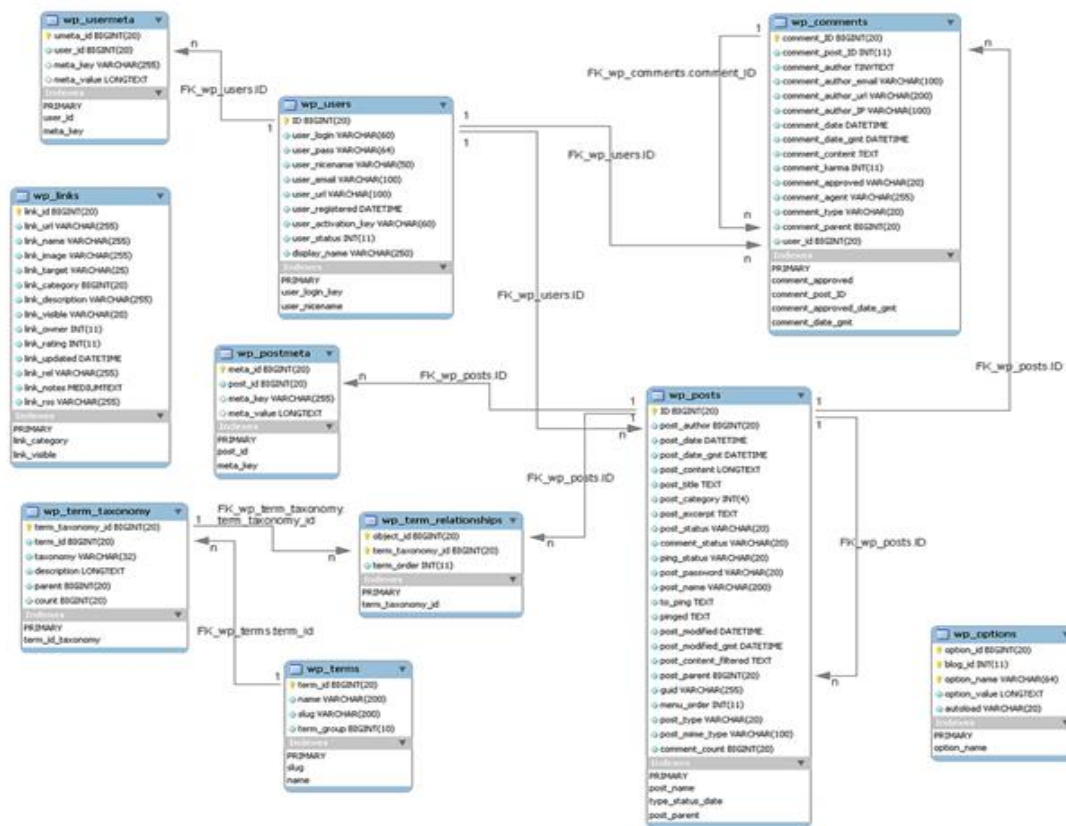 wp_usermeta
umeta_id BIGINT(20)
user_id BIGINT(20)
meta_key VARCHAR(255)
meta_value LONGTEXT
Indexes
PRIMARY
user_id
meta_key
n
FK_wp_users.ID
1
wp_users
ID BIGINT(20)
user_login VARCHAR(60)
user_pass VARCHAR(64)
user_nicename VARCHAR(50)
user_email VARCHAR(100)
user_url VARCHAR(100)
user_registered DATETIME
user_activation_key VARCHAR(60)
user_status INT(11)
display_name VARCHAR(250)
Indexes
PRIMARY
user_login_key
user_nicename
1
1
FK_wp_users.ID
n
FK_wp_users.ID
n
1
FK_wp_comments.comment_ID
n
wp_comments
comment_ID BIGINT(20)
comment_post_ID INT(11)
comment_author TINYTEXT
comment_author_email VARCHAR(100)
comment_author_url VARCHAR(200)
comment_author_IP VARCHAR(100)
comment_date DATETIME
comment_date_gmt DATETIME
comment_content TEXT
comment_karma INT(11)
comment_approved VARCHAR(20)
comment_agent VARCHAR(255)
comment_type VARCHAR(20)
comment_parent BIGINT(20)
user_id BIGINT(20)
Indexes
PRIMARY
comment_approved
comment_post_ID
comment_approved_date_gmt
comment_date_gmt
n
FK_wp_posts.ID
1
wp_links
link_id BIGINT(20)
link_url VARCHAR(255)
link_name VARCHAR(255)
link_image VARCHAR(255)
link_target VARCHAR(25)
link_category BIGINT(20)
link_description VARCHAR(255)
link_visible VARCHAR(20)
link_owner INT(11)
link_rating INT(11)
link_updated DATETIME
link_rel VARCHAR(255)
link_notes MEDIUMTEXT
link_rss VARCHAR(255)
Indexes
PRIMARY
link_category
link_visible
wp_postmeta
meta_id BIGINT(20)
post_id BIGINT(20)
meta_key VARCHAR(255)
meta_value LONGTEXT
Indexes
PRIMARY
post_id
meta_key
n
FK_wp_posts.ID
1
1
FK_wp_posts.ID
n
wp_posts
ID BIGINT(20)
post_author BIGINT(20)
post_date DATETIME
post_date_gmt DATETIME
post_content LONGTEXT
post_title TEXT
post_category INT(4)
post_excerpt TEXT
post_status VARCHAR(20)
comment_status VARCHAR(20)
ping_status VARCHAR(20)
post_password VARCHAR(20)
post_name VARCHAR(200)
to_ping TEXT
pinged TEXT
post_modified DATETIME
post_modified_gmt DATETIME
post_content_filtered TEXT
post_parent BIGINT(20)
guid VARCHAR(255)
menu_order INT(11)
post_type VARCHAR(20)
post_mime_type VARCHAR(100)
comment_count BIGINT(20)
Indexes
PRIMARY
post_name
type_status_date
post_parent
1
FK_wp_posts.ID
n
wp_term_taxonomy
term_taxonomy_id BIGINT(20)
term_id BIGINT(20)
taxonomy VARCHAR(32)
description LONGTEXT
parent BIGINT(20)
count BIGINT(20)
Indexes
PRIMARY
term_id_taxonomy
1
FK_wp_term_taxonomy.
term_taxonomy_id
n
wp_term_relationships
object_id BIGINT(20)
term_taxonomy_id BIGINT(20)
term_order INT(11)
Indexes
PRIMARY
term_taxonomy_id
n
FK_wp_terms.term_id
1
wp_terms
term_id BIGINT(20)
name VARCHAR(200)
slug VARCHAR(200)
term_group BIGINT(10)
Indexes
PRIMARY
slug
name
wp_options
option_id BIGINT(20)
blog_id INT(11)
option_name VARCHAR(64)
option_value LONGTEXT
autoload VARCHAR(20)
Indexes
PRIMARY
option_name